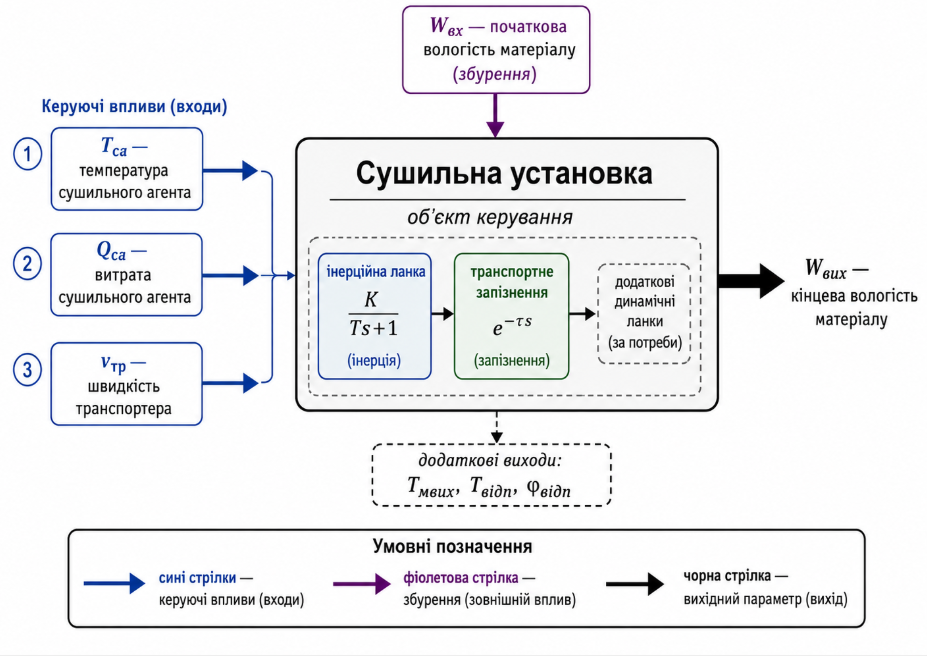 W_вх — початкова
вологість матеріалу
(збурення)
Керуючі впливи (входи)
1
T_са —
температура
сушильного агента
2
Q_са —
витрата
сушильного агента
3
v_тр —
швидкість
транспортера
Сушильна установка
об’єкт керування
інерційна ланка
K
Ts+1
(інерція)
транспортне
запізнення
e^−τs
(запізнення)
додаткові
динамічні
ланки
(за потреби)
W_вих —
кінцева вологість
матеріалу
додаткові виходи:
T_мвих, T_відп, φ_відп
Умовні позначення
сині стрілки —
керуючі впливи (входи)
фіолетова стрілка —
збурення (зовнішній вплив)
чорна стрілка —
вихідний параметр (вихід)